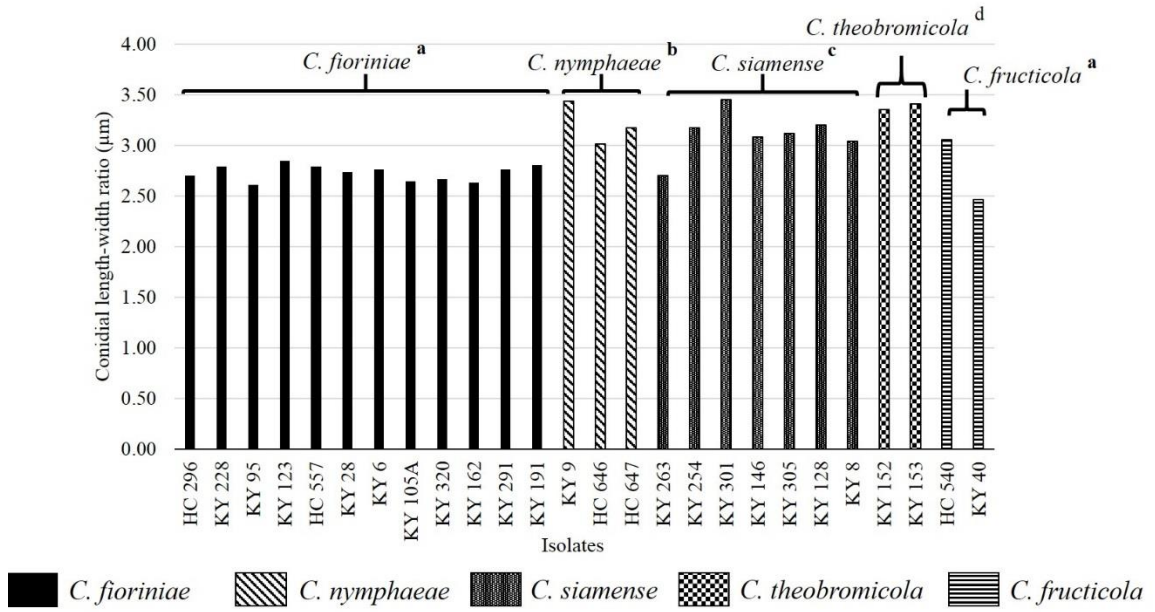 C. theobromicola d
C. fioriniae a
C. nymphaeae b
C. siamense c
C. fructicola a
Conidial length-width ratio (µm)
4.00
3.50
3.00
2.50
2.00
1.50
1.00
0.50
0.00
HC 296
KY 228
KY 95
KY 123
HC 557
KY 28
KY 6
KY 105A
KY 320
KY 162
KY 291
KY 191
KY 9
HC 646
HC 647
KY 263
KY 254
KY 301
KY 146
KY 305
KY 128
KY 8
KY 152
KY 153
HC 540
KY 40
Isolates
C. fioriniae
C. nymphaeae
C. siamense
C. theobromicola
C. fructicola